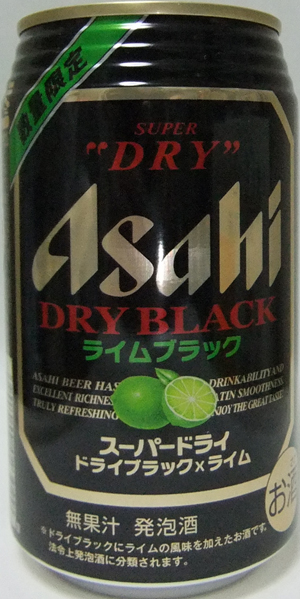 数量限定
SUPER
"DRY"
Asahi
DRY BLACK
ライムブラック
ASAHI BEER HAS DRINKABILITY AND
EXCELLENT RICHNESS SATIN SMOOTHNESS,
TRULY REFRESHING ENJOY THE GREAT TASTE
スーパードライ
ドライブラック×ライム
お酒
無果汁 発泡酒
※ドライブラックにライムの風味を加えたお酒です。
法令上発泡酒に分類されます。